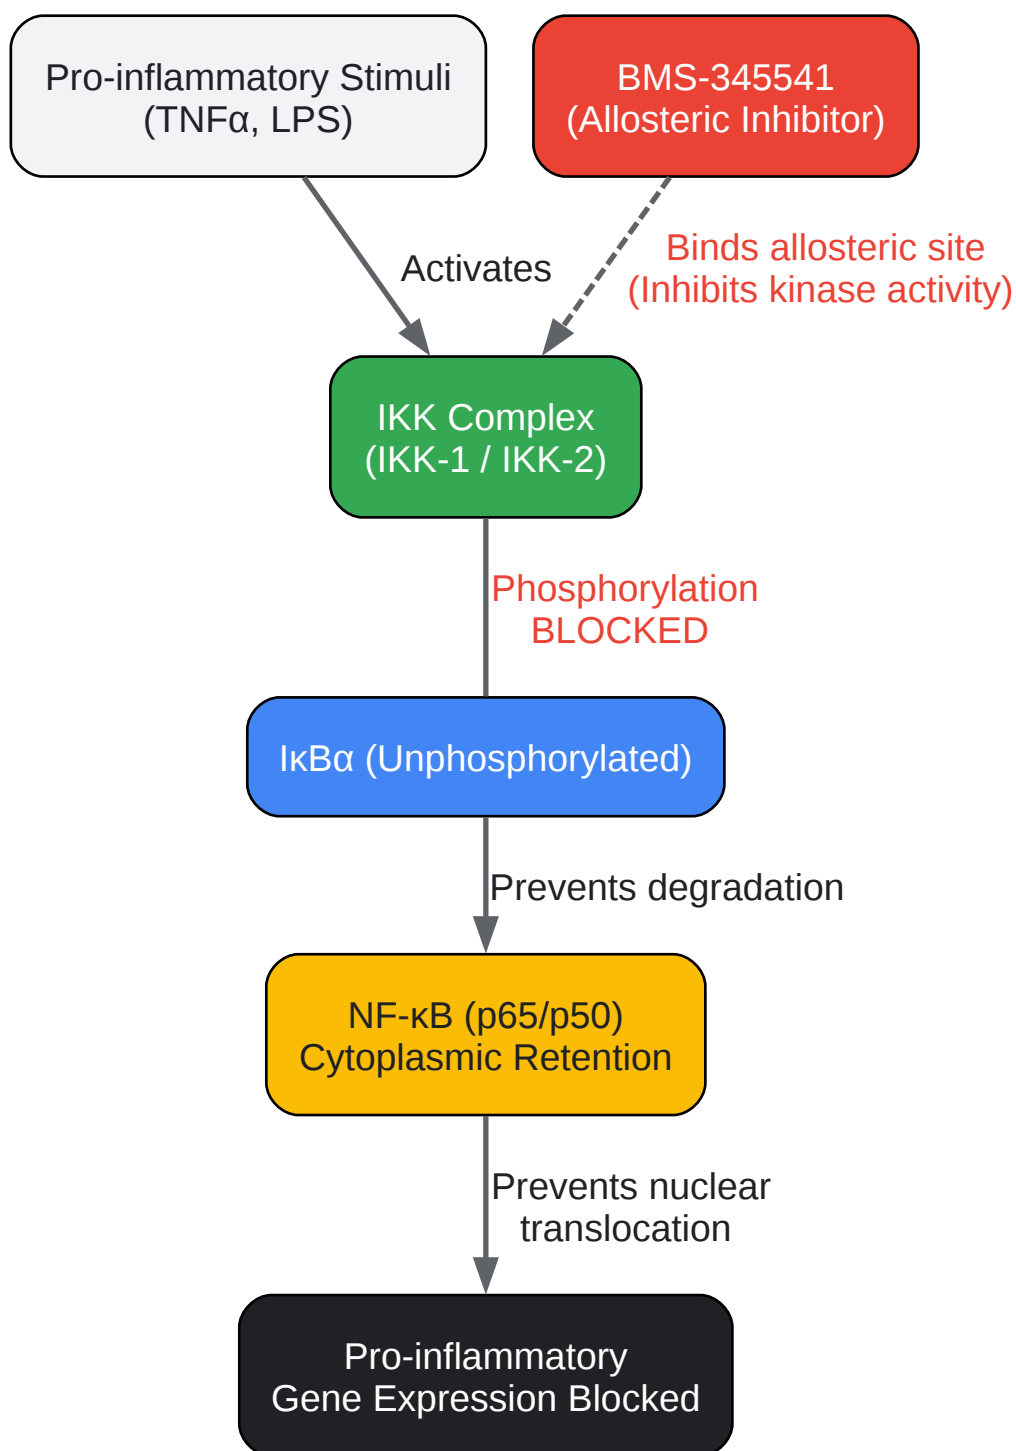 Pro-inflammatory Stimuli
(TNFα, LPS)
BMS-345541
(Allosteric Inhibitor)
Activates
Binds allosteric site
(Inhibits kinase activity)
IKK Complex
(IKK-1 / IKK-2)
Phosphorylation
BLOCKED
IκBα (Unphosphorylated)
Prevents degradation
NF-κB (p65/p50)
Cytoplasmic Retention
Prevents nuclear
translocation
Pro-inflammatory
Gene Expression Blocked